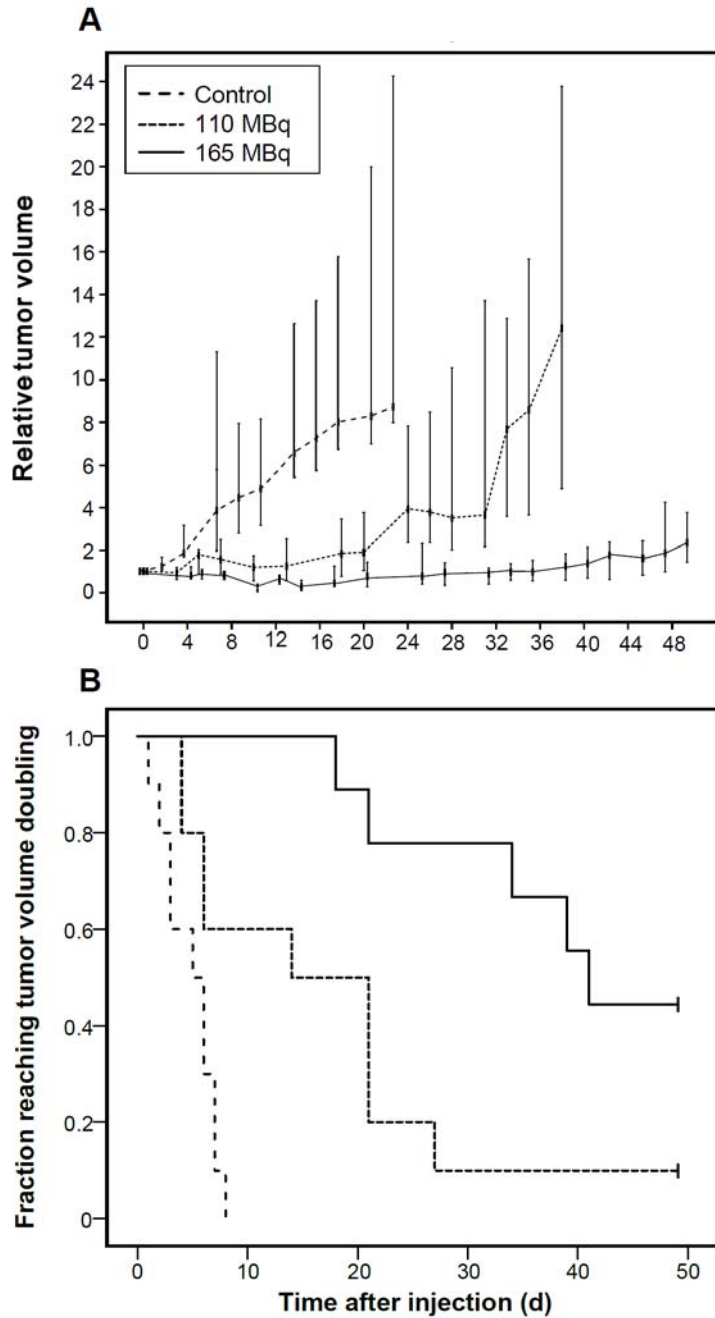 A
Relative tumor volume
24
22
20
18
16
14
12
10
8
6
4
2
0
Control
110 MBq
165 MBq
0 4 8 12 16 20 24 28 32 36 40 44 48
B
Fraction reaching tumor volume doubling
1.0
0.8
0.6
0.4
0.2
0
0 10 20 30 40 50
Time after injection (d)